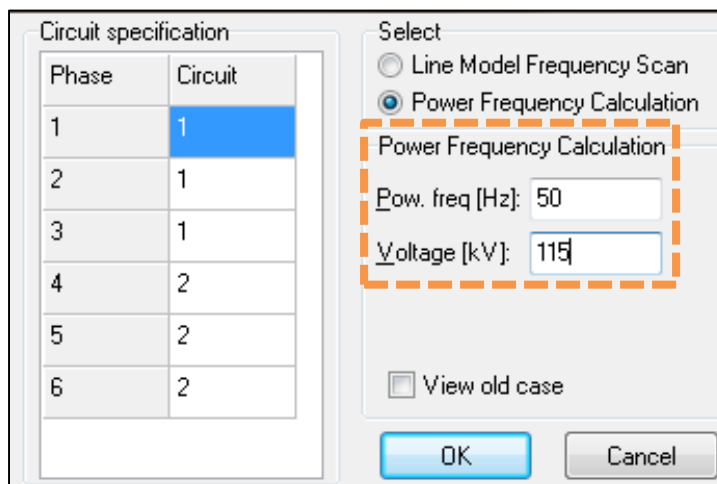 Circuit specification
Phase Circuit
1 1
2 1
3 1
4 2
5 2
6 2
Select
Line Model Frequency Scan
Power Frequency Calculation
Power Frequency Calculation
Pow. freq [Hz]: 50
Voltage [kV]: 115
View old case
OK Cancel